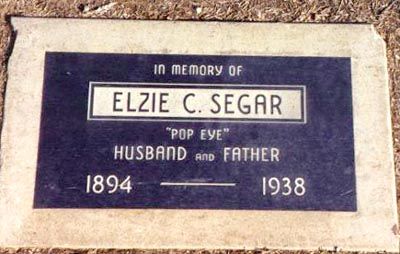 IN MEMORY OF
ELZIE C. SEGAR
"POP EYE"
HUSBAND AND FATHER
1894 — 1938